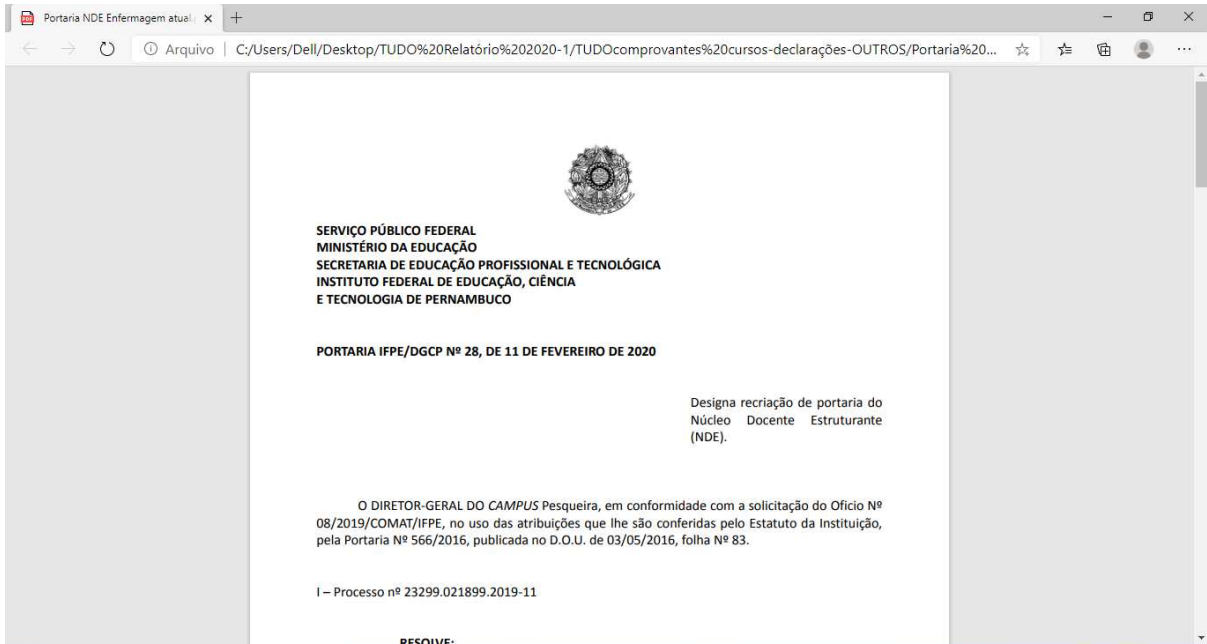 Portaria NDE Enfermagem atual
Arquivo | C:/Users/Dell/Desktop/TUDO%20Relatório%202020-1/TUDOcomprovantes%20cursos-declarações-OUTROS/Portaria%20...
SERVIÇO PÚBLICO FEDERAL
MINISTÉRIO DA EDUCAÇÃO
SECRETARIA DE EDUCAÇÃO PROFISSIONAL E TECNOLÓGICA
INSTITUTO FEDERAL DE EDUCAÇÃO, CIÊNCIA
E TECNOLOGIA DE PERNAMBUCO
PORTARIA IFPE/DGCP Nº 28, DE 11 DE FEVEREIRO DE 2020
Designa recriação de portaria do
Núcleo Docente Estruturante
(NDE).
O DIRETOR-GERAL DO CAMPUS Pesqueira, em conformidade com a solicitação do Oficio Nº
08/2019/COMAT/IFPE, no uso das atribuições que lhe são conferidas pelo Estatuto da Instituição,
pela Portaria Nº 566/2016, publicada no D.O.U. de 03/05/2016, folha Nº 83.
I – Processo nº 23299.021899.2019-11
RESOLVE: